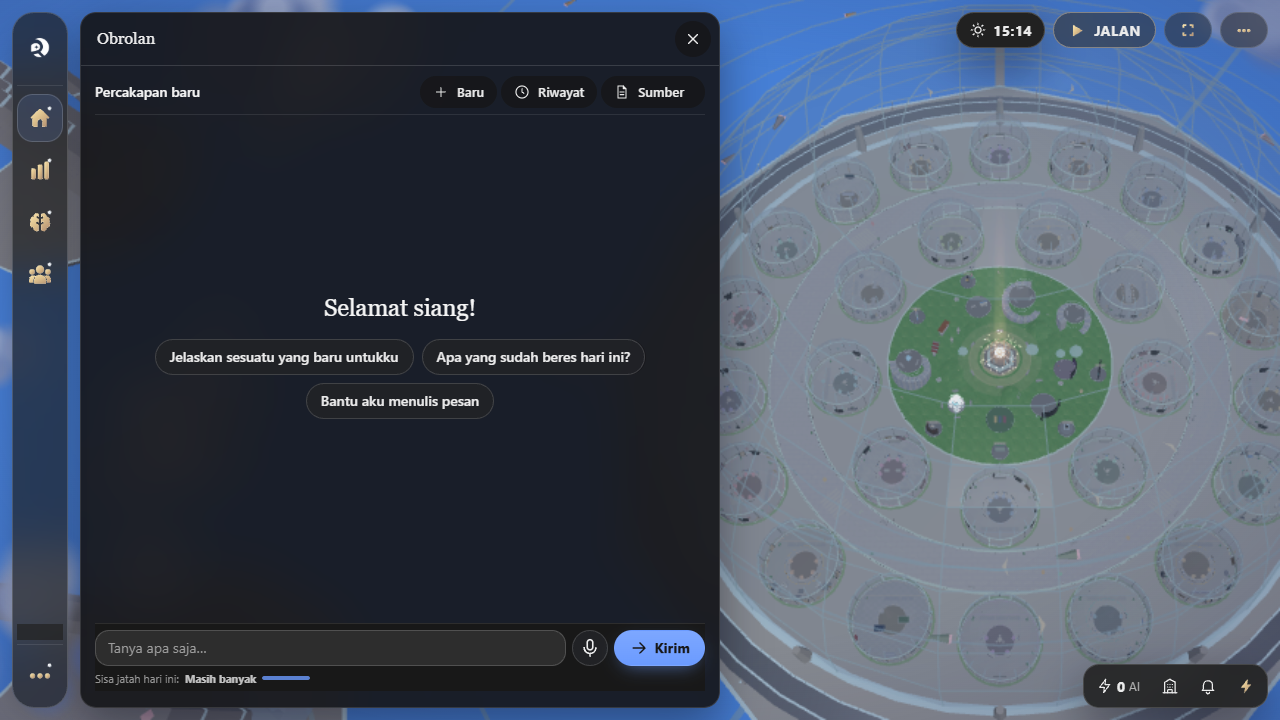 Obrolan
15:14
JALAN
Percakapan baru
Baru
Riwayat
Sumber
Selamat siang!
Jelaskan sesuatu yang baru untukku
Apa yang sudah beres hari ini?
Bantu aku menulis pesan
Tanya apa saja...
Kirim
Sisa jatah hari ini: Masih banyak
0 AI